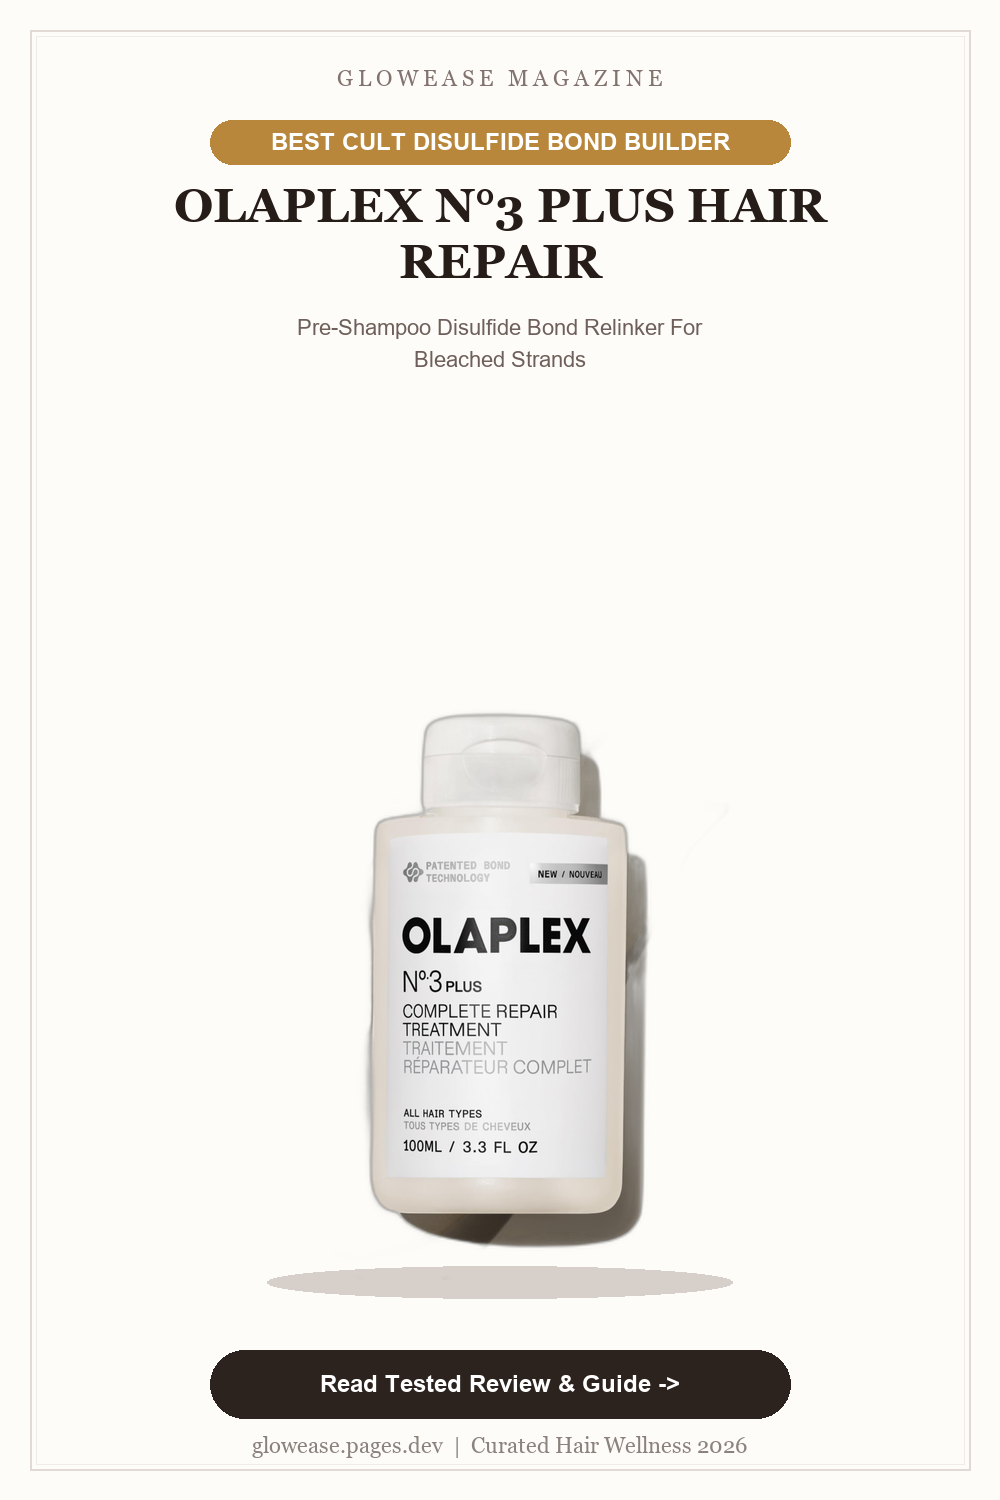 GLOWEASE MAGAZINE
BEST CULT DISULFIDE BOND BUILDER
OLAPLEX N°3 PLUS HAIR
REPAIR
Pre-Shampoo Disulfide Bond Relinker For
Bleached Strands
PATENTED BOND
TECHNOLOGY
NEW / NOUVEAU
OLAPLEX
Nº.3 PLUS
COMPLETE REPAIR
TREATMENT
TRAITEMENT
RÉPARATEUR COMPLET
ALL HAIR TYPES
TOUS TYPES DE CHEVEUX
100ML / 3.3 FL OZ
Read Tested Review & Guide ->
glowease.pages.dev | Curated Hair Wellness 2026